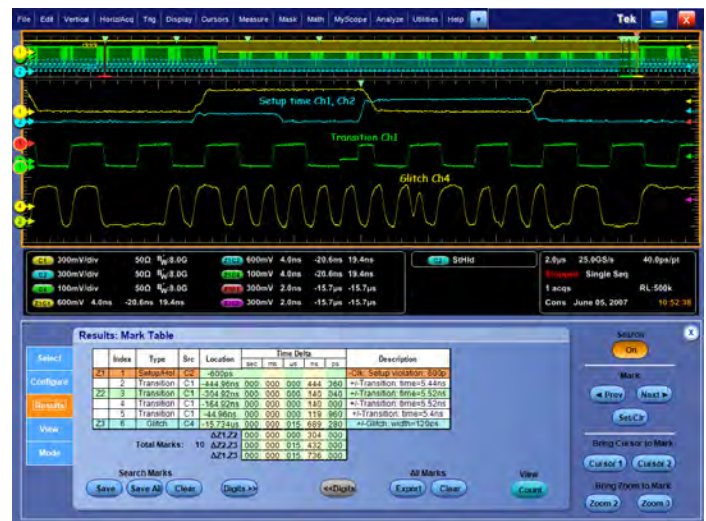 File Edit Vertical Horiz/Acq Trig Display Cursors Measure Mask Math MyScope Analyze Utilities Help Tek
Setup time Ch1, Ch2
Transition Ch1
Glitch Ch4
C1 300mV/div 50Ω 8.0G
300mV/div 50Ω 8.0G
100mV/div 50Ω 8.0G
600mV 4.0ns -20.6ns 19.4ns
600mV 4.0ns -20.6ns 19.4ns
100mV 4.0ns -20.6ns 19.4ns
300mV 2.0ns -15.7µs -15.7µs
300mV 2.0ns -15.7µs -15.7µs
StHld
2.0µs 25.0GS/s 40.0ps/pt
Stopped Single Seq
1 acqs RL:500k
Cons June 05, 2007 10:52:38
Select
Configure
Results
View
Mode
Results: Mark Table
Time Delta
Index Type Src Location sec ms µs ns ps Description
Z1 1 Setup/Hol C2 -600ps -Clk: Setup violation: 600p
2 Transition C1 -444.96ns 000 000 000 444 360 +/-Transition: time=5.44ns
Z2 3 Transition C1 -304.92ns 000 000 000 140 040 +/-Transition: time=5.52ns
4 Transition C1 -164.92ns 000 000 000 140 000 +/-Transition: time=5.52ns
5 Transition C1 -44.96ns 000 000 000 119 960 +/-Transition: time=5.4ns
Z3 6 Glitch C4 -15.734us 000 000 015 689 280 +/-Glitch: width=120ps
ΔZ1,Z2 000 000 000 304 000
Total Marks: 10 ΔZ2,Z3 000 000 015 432 000
ΔZ1,Z3 000 000 015 736 000
Search Marks
Save Save All Clear Digits >> <<Digits
All Marks
Export Clear
View
Count
Search
On
Mark
Prev Next
Set/Clr
Bring Cursor to Mark
Cursor 1 Cursor 2
Bring Zoom to Mark
Zoom 2 Zoom 3